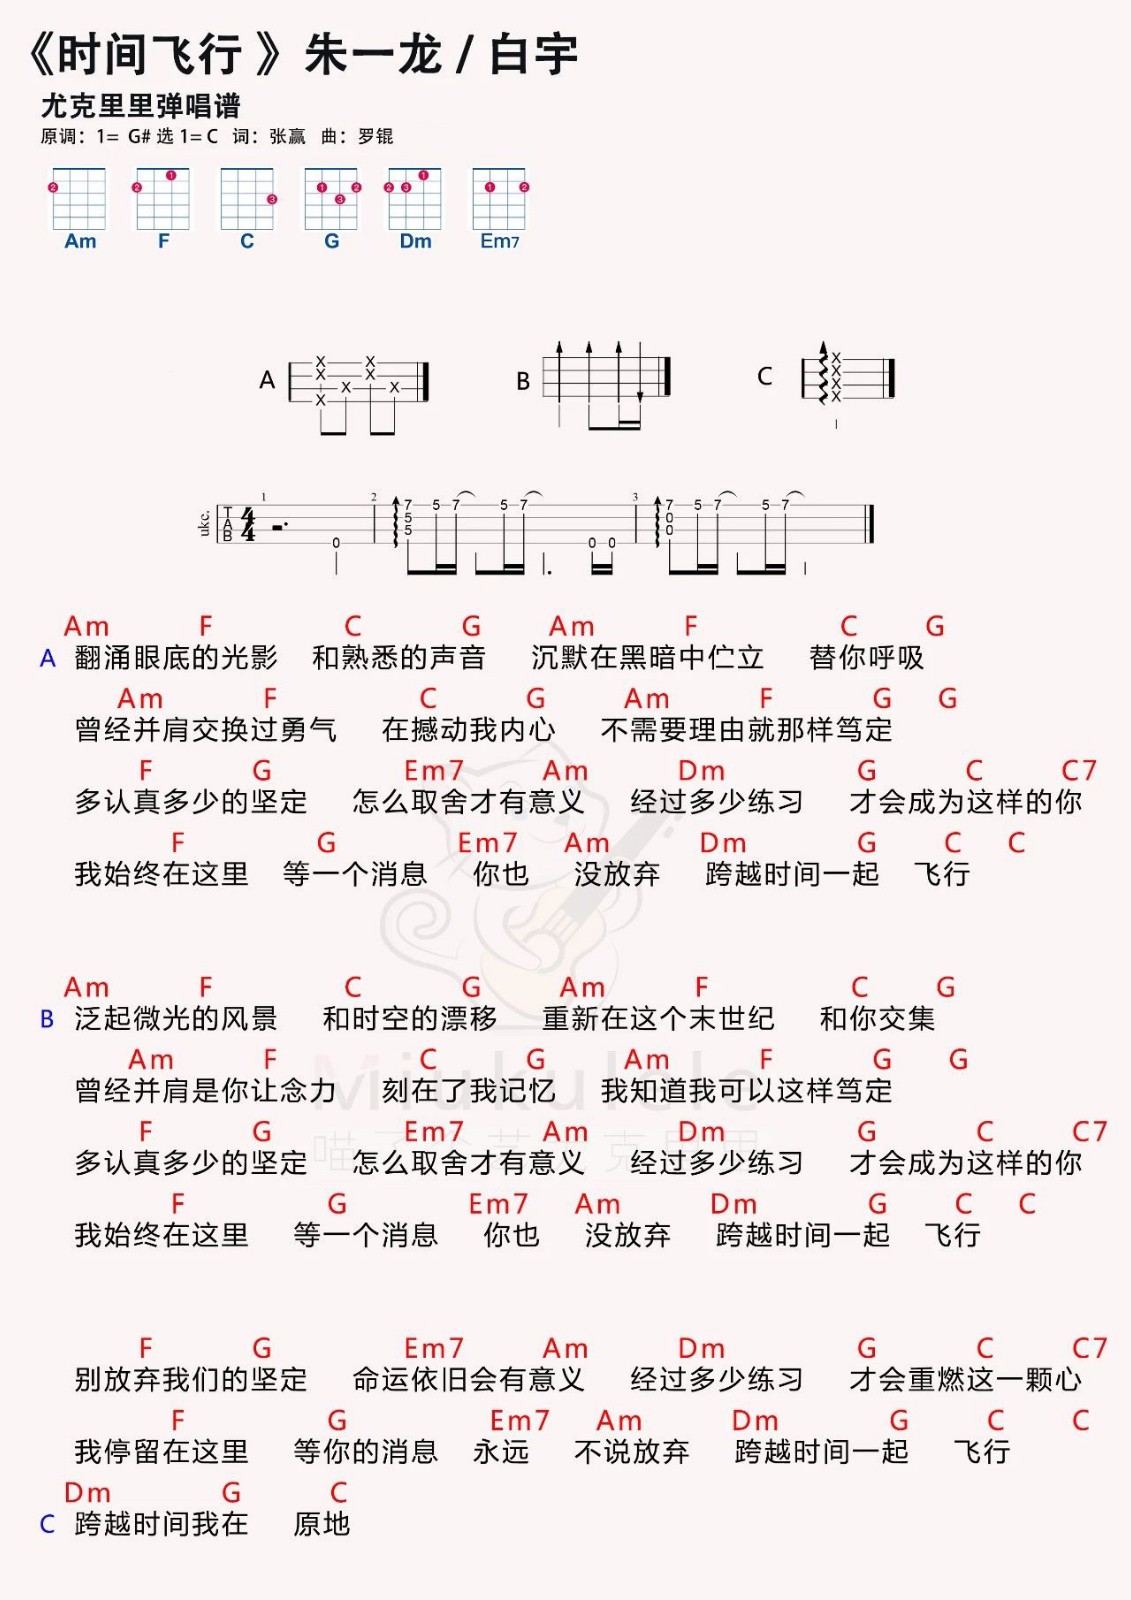 《时间飞行 》朱一龙 / 白宇
尤克里里弹唱谱
原调：1= G# 选 1= C 词：张赢 曲：罗锟
2 2 1 3 1 2 3 2 3 1 1 2
Am F C G Dm Em7
A B C
1 2 3
uke. T A B 4 4 0 7 5 5 5 7 5 7 0 0 7 0 0 5 7 5 7
Am F C G Am F C G
A 翻涌眼底的光影 和熟悉的声音 沉默在黑暗中伫立 替你呼吸
Am F C G Am F G G
曾经并肩交换过勇气 在撼动我内心 不需要理由就那样笃定
F G Em7 Am Dm G C C7
多认真多少的坚定 怎么取舍才有意义 经过多少练习 才会成为这样的你
F G Em7 Am Dm G C C
我始终在这里 等一个消息 你也 没放弃 跨越时间一起 飞行
Am F C G Am F C G
B 泛起微光的风景 和时空的漂移 重新在这个末世纪 和你交集
Am F C G Am F G G
曾经并肩是你让念力 刻在了我记忆 我知道我可以这样笃定
Miukulele
F G Em7 Am Dm G C C7
多认真多少的坚定 怎么取舍才有意义 经过多少练习 才会成为这样的你
F G Em7 Am Dm G C C
我始终在这里 等一个消息 你也 没放弃 跨越时间一起 飞行
F G Em7 Am Dm G C C7
别放弃我们的坚定 命运依旧会有意义 经过多少练习 才会重燃这一颗心
F G Em7 Am Dm G C C
我停留在这里 等你的消息 永远 不说放弃 跨越时间一起 飞行
Dm G C
C 跨越时间我在 原地